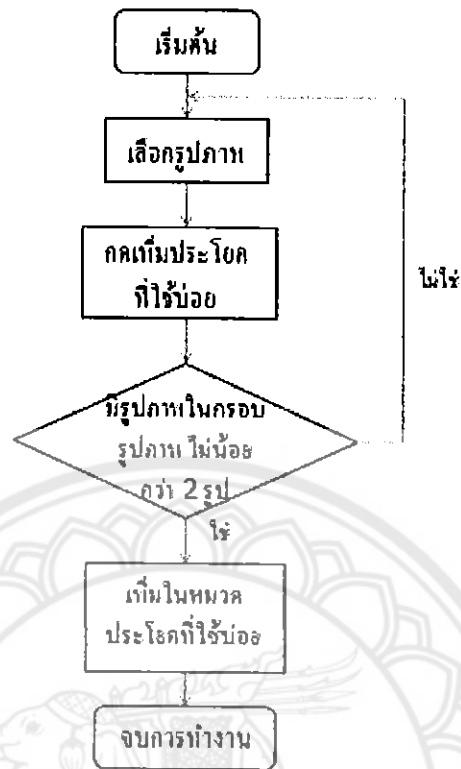 เริ่มต้น
เลือกรูปภาพ
กดเพิ่มประโยค
ที่ใช้บ่อย
ไม่ใช่
มีรูปภาพในกรอบ
รูปภาพ ไม่น้อย
กว่า 2 รูป
ใช่
เพิ่มในหมวด
ประโยคที่ใช้บ่อย
จบการทำงาน